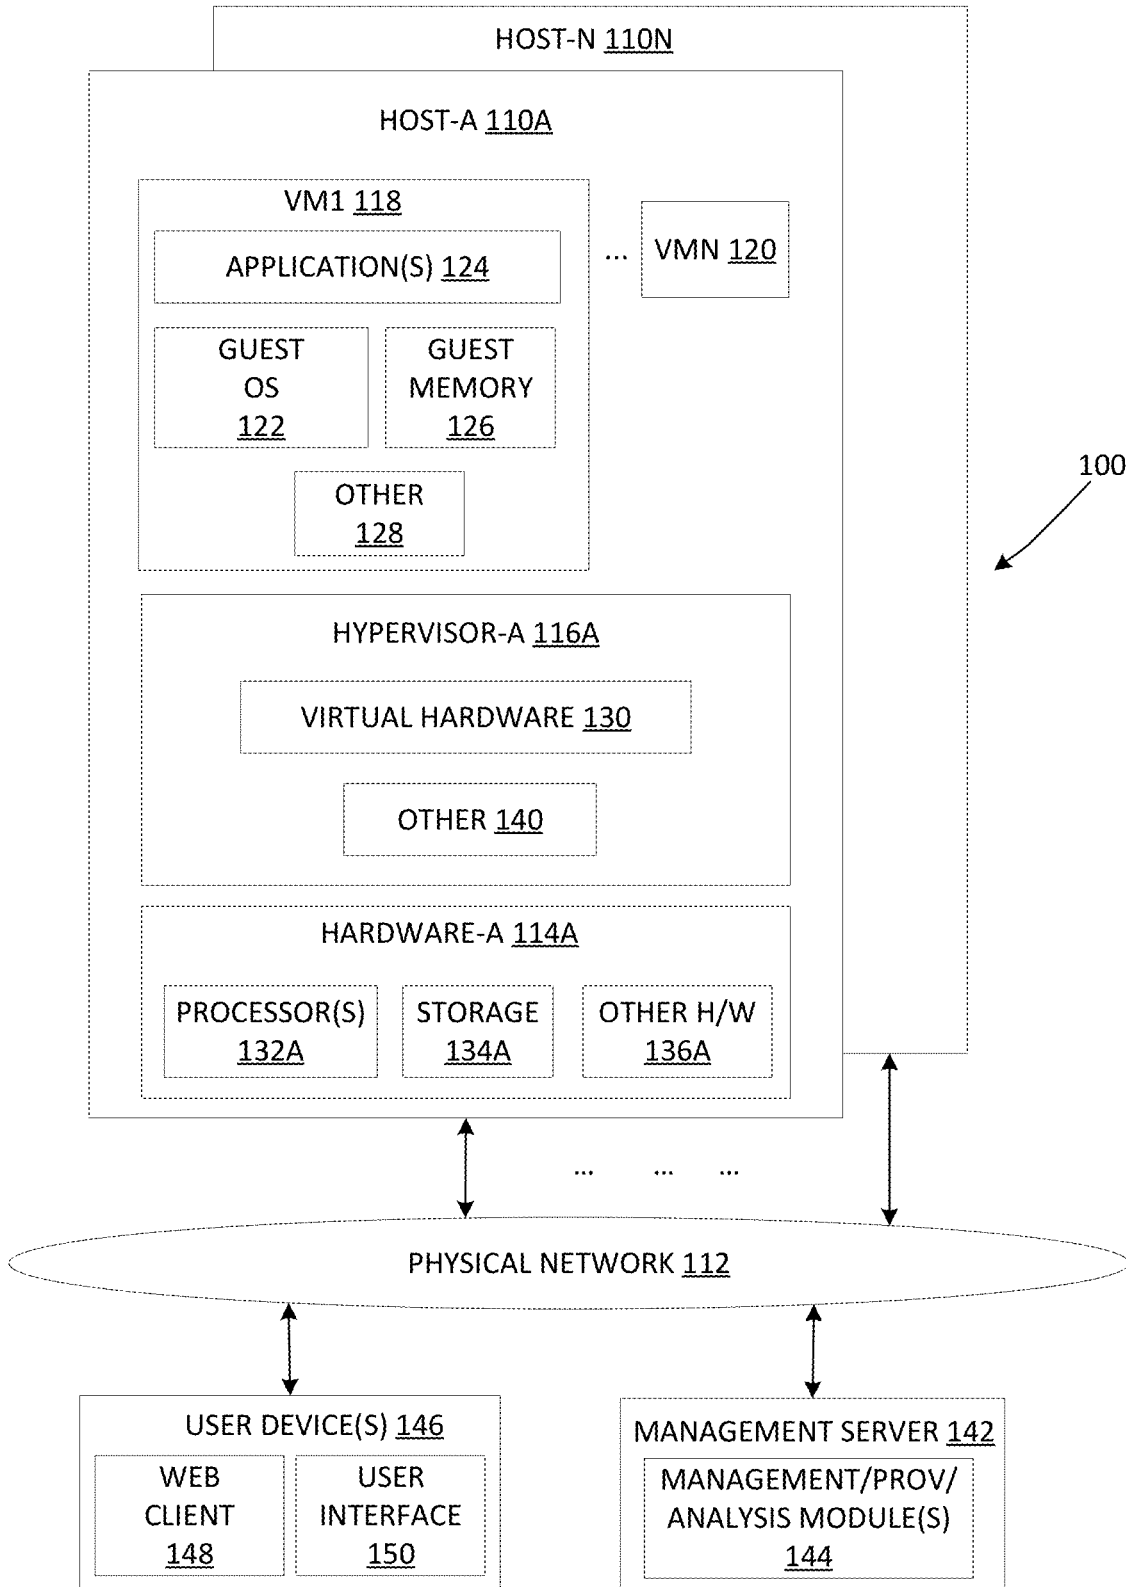 HOST-N 110N
HOST-A 110A
VM1 118
APPLICATION(S) 124
... VMN 120
GUEST
OS
122
GUEST
MEMORY
126
OTHER
128
100
HYPERVISOR-A 116A
VIRTUAL HARDWARE 130
OTHER 140
HARDWARE-A 114A
PROCESSOR(S)
132A
STORAGE
134A
OTHER H/W
136A
... ... ...
PHYSICAL NETWORK 112
USER DEVICE(S) 146
WEB
CLIENT
148
USER
INTERFACE
150
MANAGEMENT SERVER 142
MANAGEMENT/PROV/
ANALYSIS MODULE(S)
144